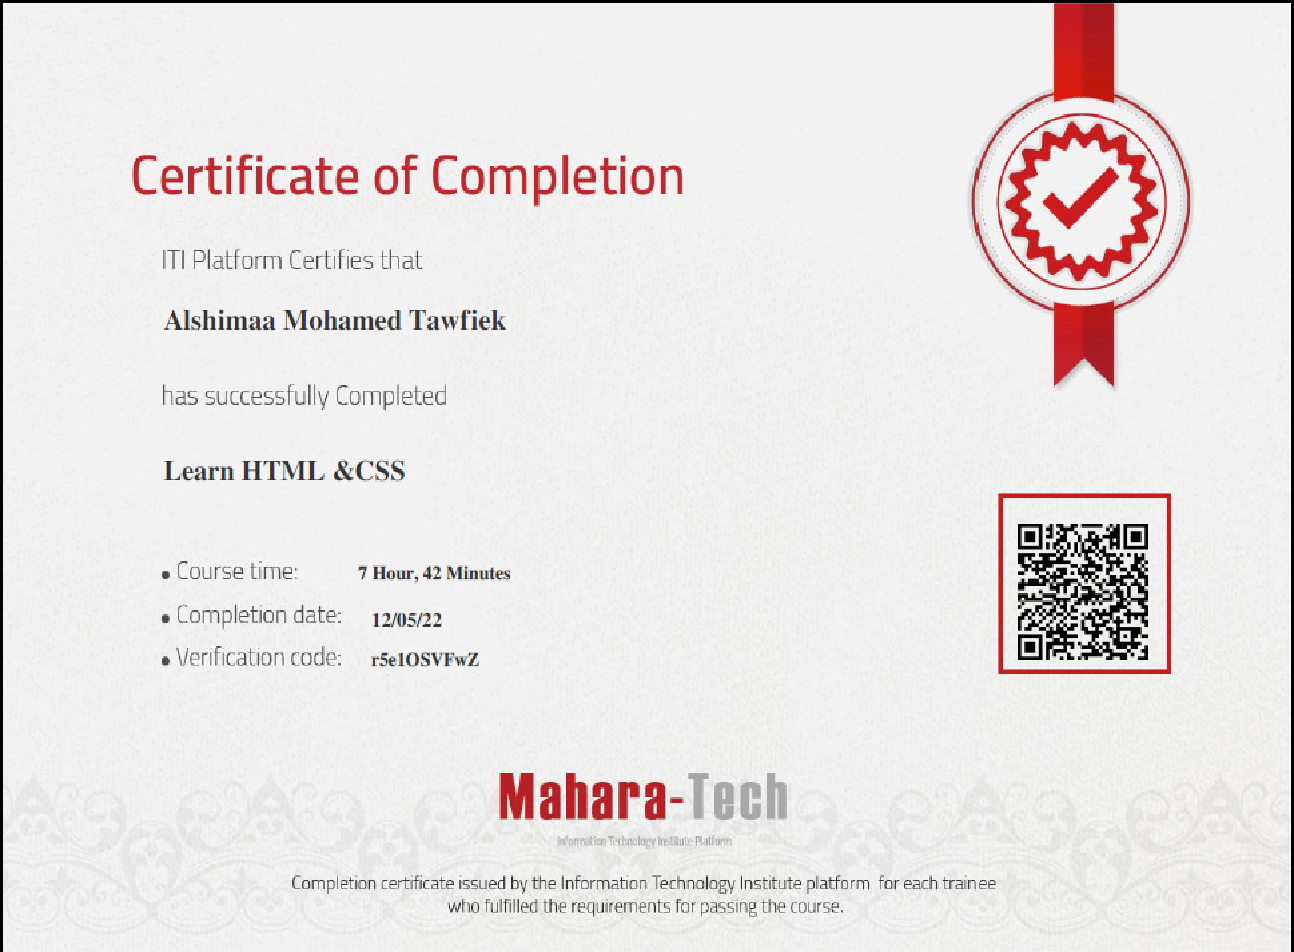 Certificate of Completion
ITI Platform Certifies that
Alshimaa Mohamed Tawfiek
has successfully Completed
Learn HTML &CSS
• Course time: 7 Hour, 42 Minutes
• Completion date: 12/05/22
• Verification code: r5e1OSVFwZ
Mahara-Tech
Information Technology Institute Platform
Completion certificate issued by the Information Technology Institute platform for each trainee
who fulfilled the requirements for passing the course.